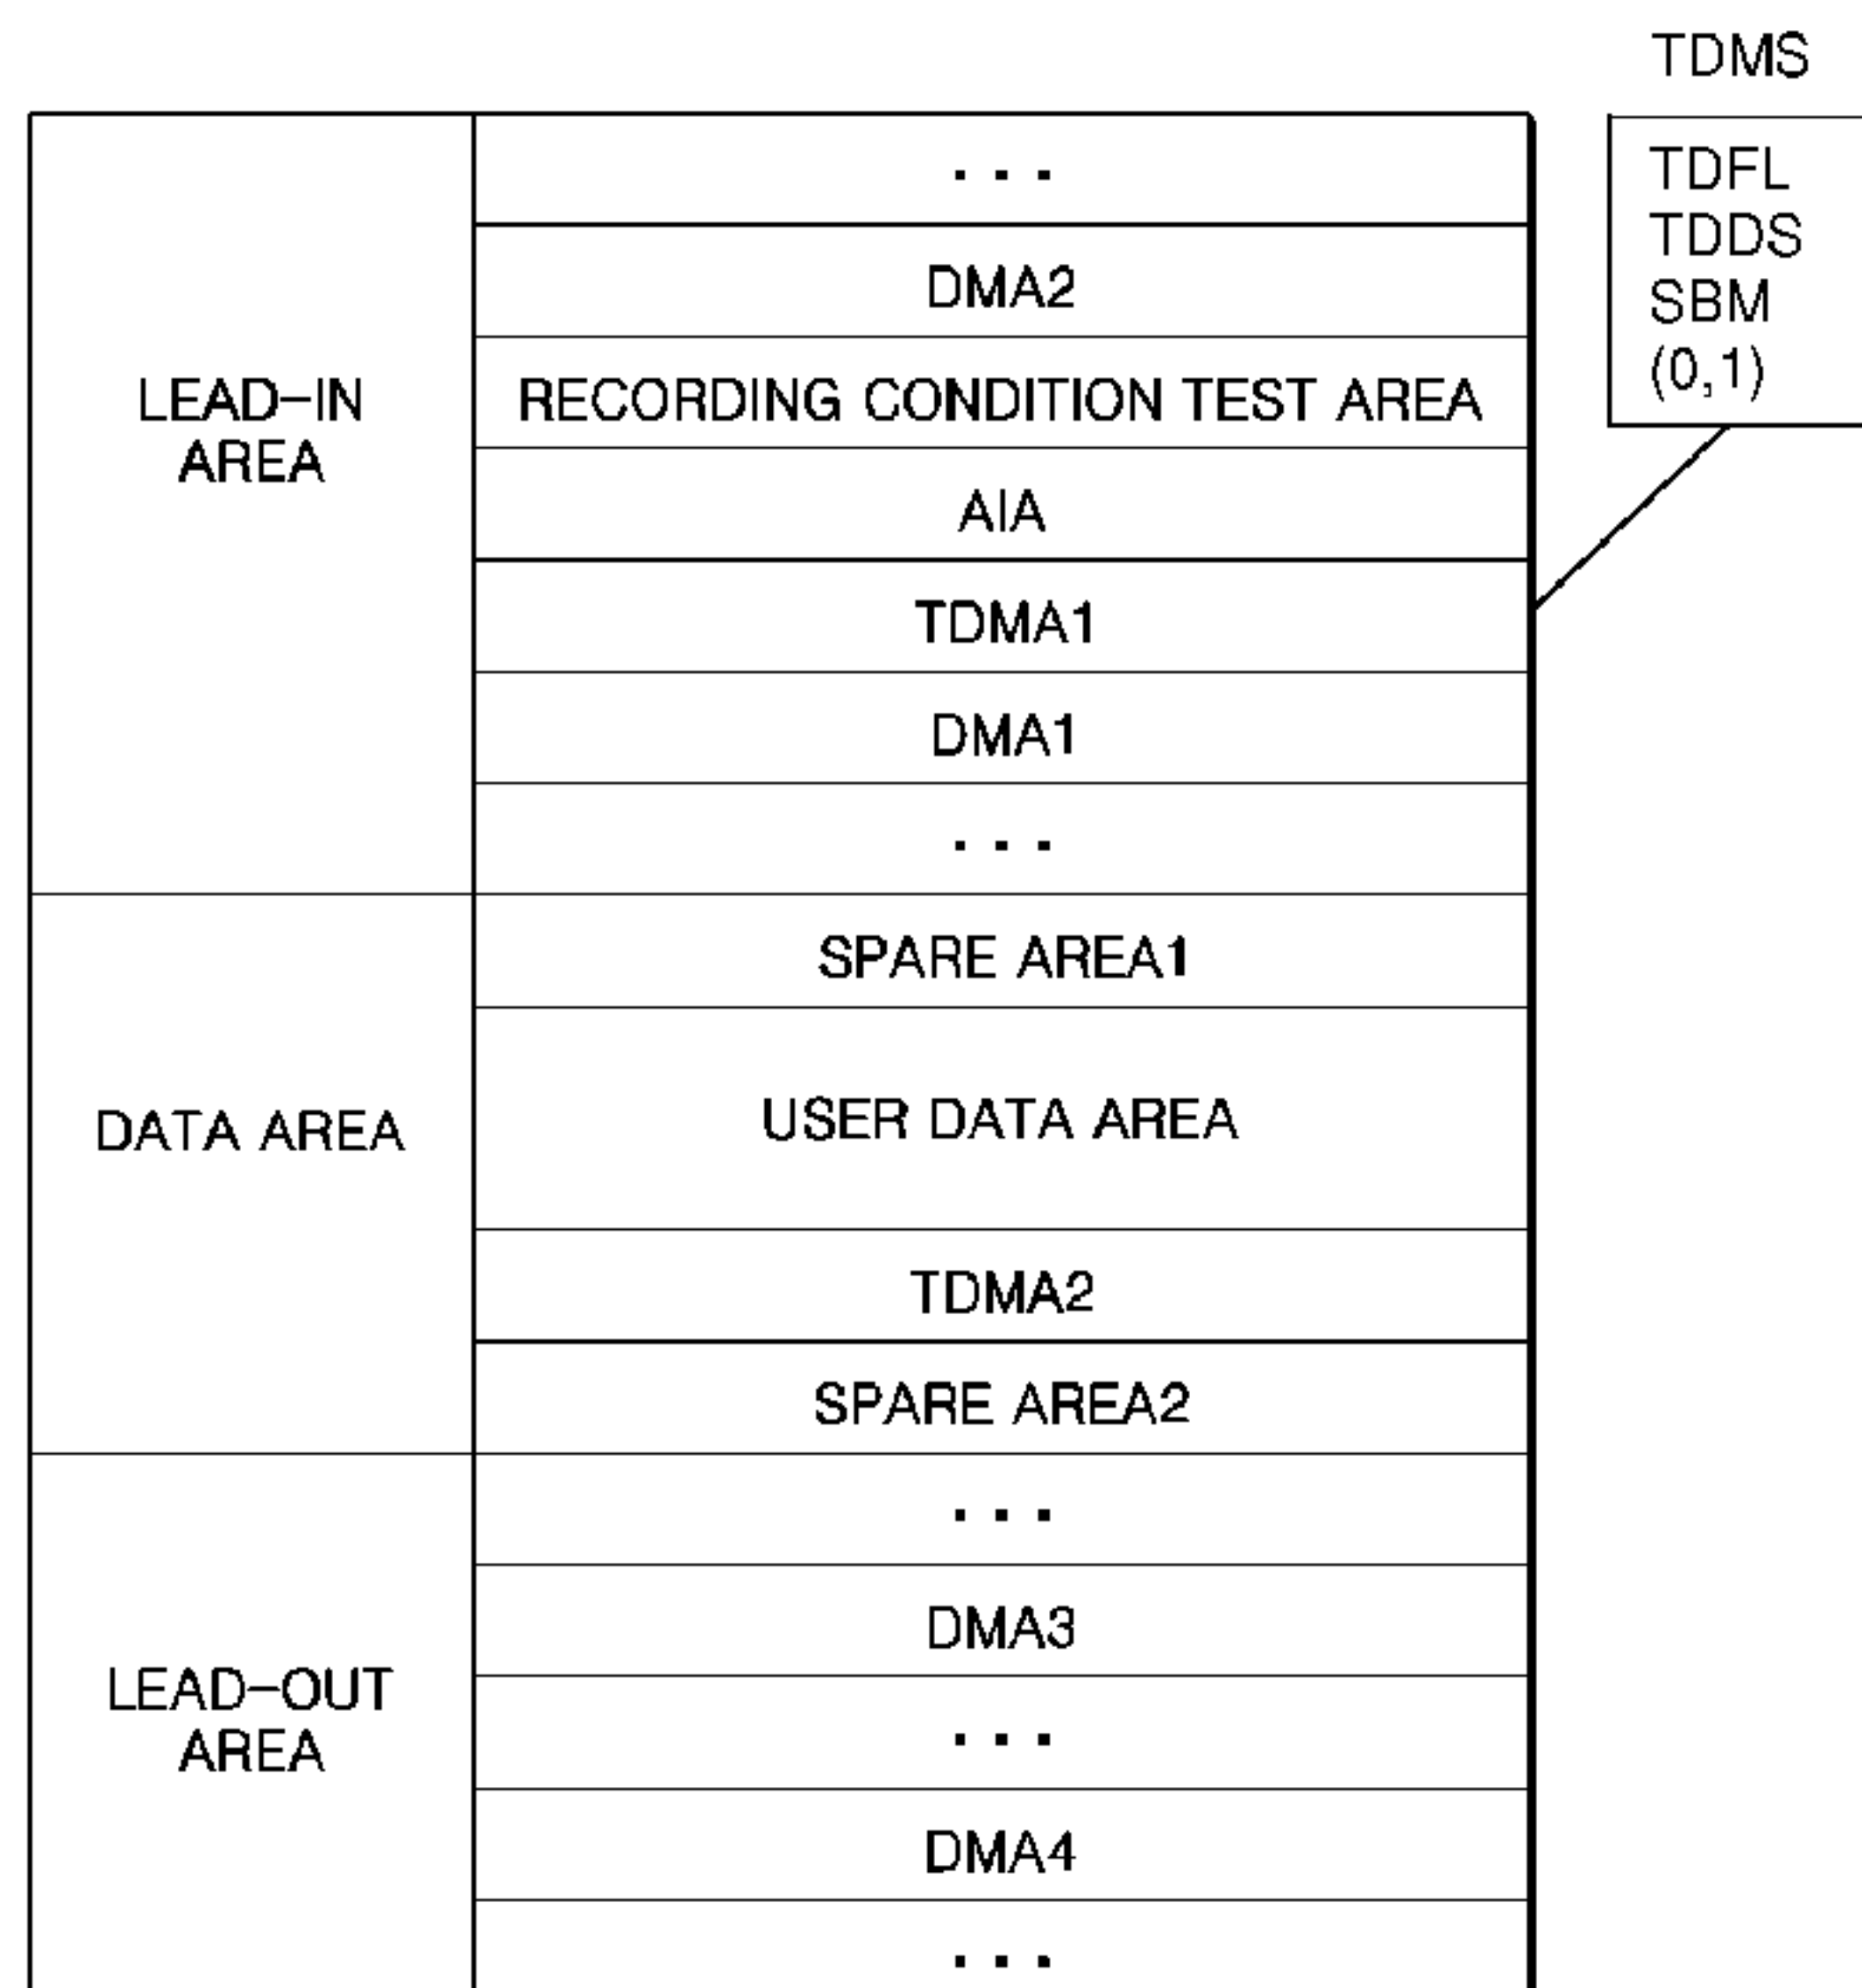 TDMS
TDFL
TDDS
SBM
(0,1)
LEAD-IN
AREA
. . .
DMA2
RECORDING CONDITION TEST AREA
AIA
TDMA1
DMA1
. . .
DATA AREA
SPARE AREA1
USER DATA AREA
TDMA2
SPARE AREA2
LEAD-OUT
AREA
. . .
DMA3
. . .
DMA4
. . .